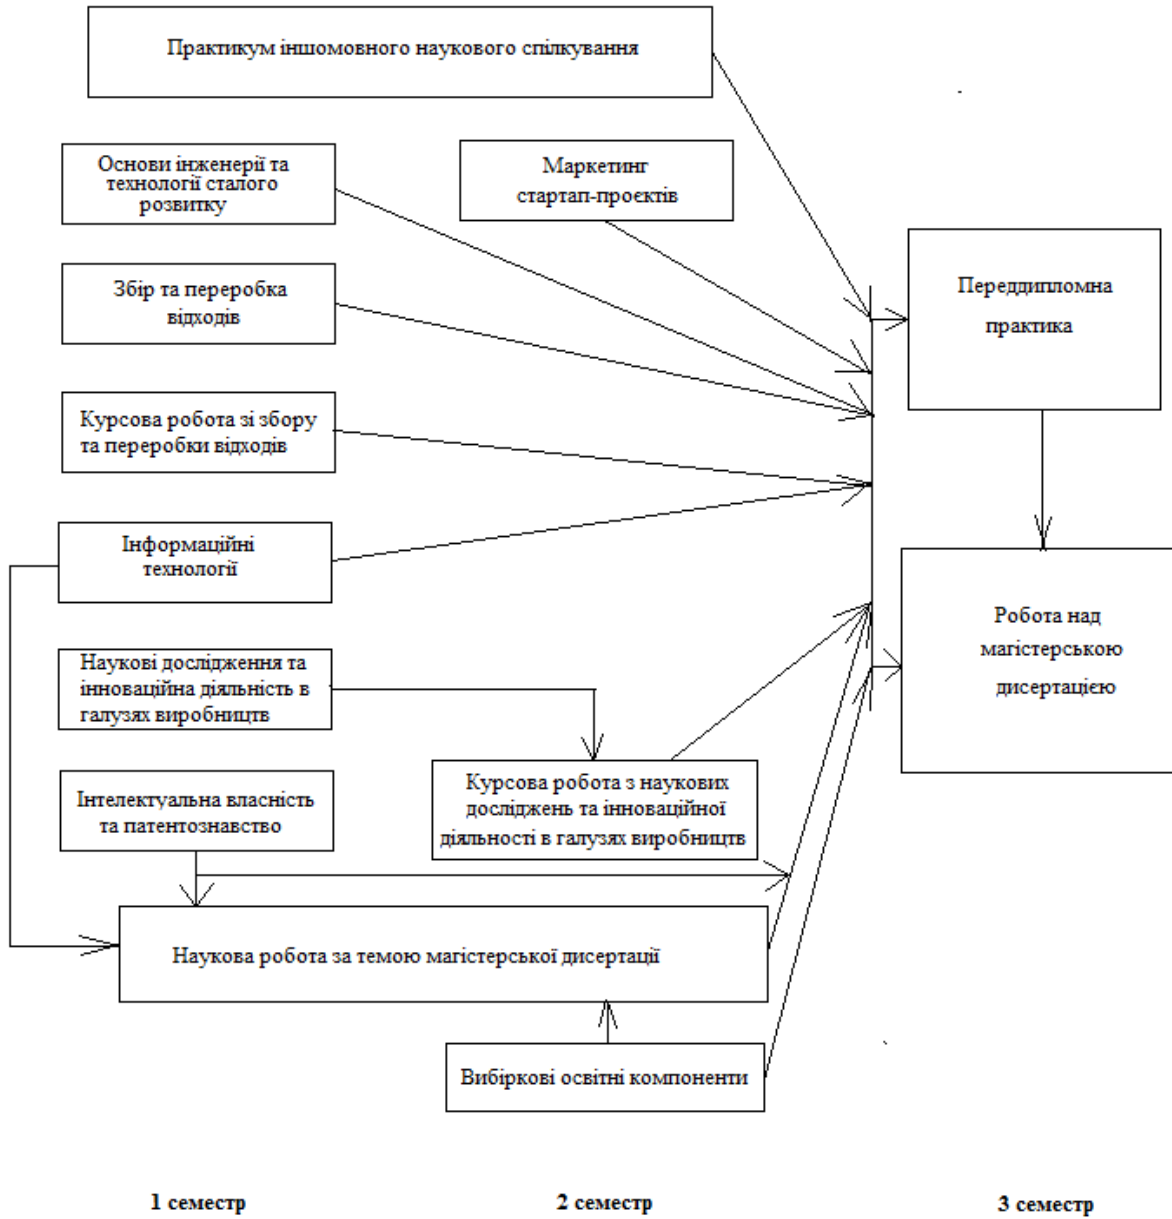 Практикум іншомовного наукового спілкування
Основи інженерії та
технології сталого
розвитку
Маркетинг
стартап-проєктів
Збір та переробка
відходів
Переддипломна
практика
Курсова робота зі збору
та переробки відходів
Інформаційні
технології
Робота над
магістерською
дисертацією
Наукові дослідження та
інноваційна діяльність в
галузях виробництв
Інтелектуальна власність
та патентознавство
Курсова робота з наукових
досліджень та інноваційної
діяльності в галузях виробництв
Наукова робота за темою магістерської дисертації
Вибіркові освітні компоненти
1 семестр
2 семестр
3 семестр